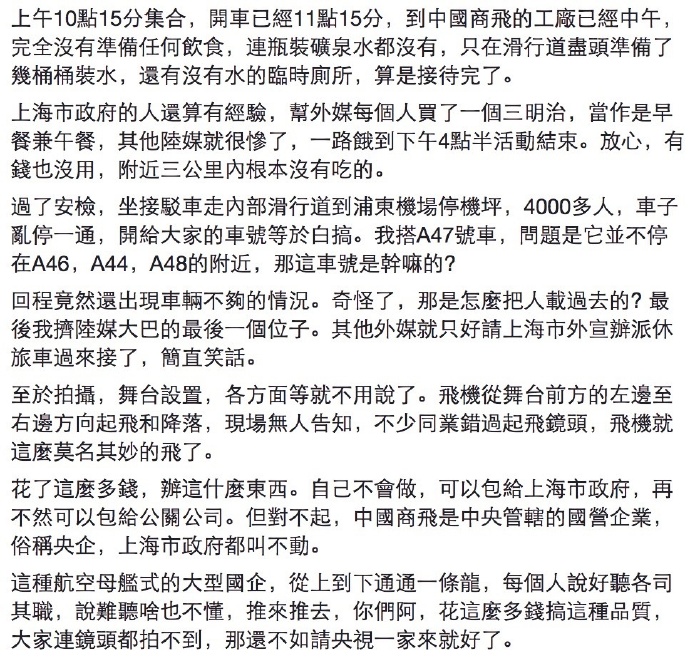 上午10點15分集合，開車已經11點15分，到中國商飛的工廠已經中午，
完全沒有準備任何飲食，連瓶裝礦泉水都沒有，只在滑行道盡頭準備了
幾桶桶裝水，還有沒有水的臨時廁所，算是接待完了。
上海市政府的人還算有經驗，幫外媒每個人買了一個三明治，當作是早
餐兼午餐，其他陸媒就很慘了，一路餓到下午4點半活動結束。放心，有
錢也沒用，附近三公里內根本沒有吃的。
過了安檢，坐接駁車走內部滑行道到浦東機場停機坪，4000多人，車子
亂停一通，開給大家的車號等於白搞。我搭A47號車，問題是它並不停
在A46，A44，A48的附近，那這車號是幹嘛的?
回程竟然還出現車輛不夠的情況。奇怪了，那是怎麼把人載過去的? 最
後我擠陸媒大巴的最後一個位子。其他外媒就只好請上海市外宣辦派休
旅車過來接了，簡直笑話。
至於拍攝，舞台設置，各方面等就不用說了。飛機從舞台前方的左邊至
右邊方向起飛和降落，現場無人告知，不少同業錯過起飛鏡頭，飛機就
這麼莫名其妙的飛了。
花了這麼多錢，辦這什麼東西。自己不會做，可以包給上海市政府，再
不然可以包給公關公司。但對不起，中國商飛是中央管轄的國營企業，
俗稱央企，上海市政府都叫不動。
這種航空母艦式的大型國企，從上到下通通一條龍，每個人說好聽各司
其職，說難聽啥也不懂，推來推去，你們阿，花這麼多錢搞這種品質，
大家連鏡頭都拍不到，那還不如請央視一家來就好了。